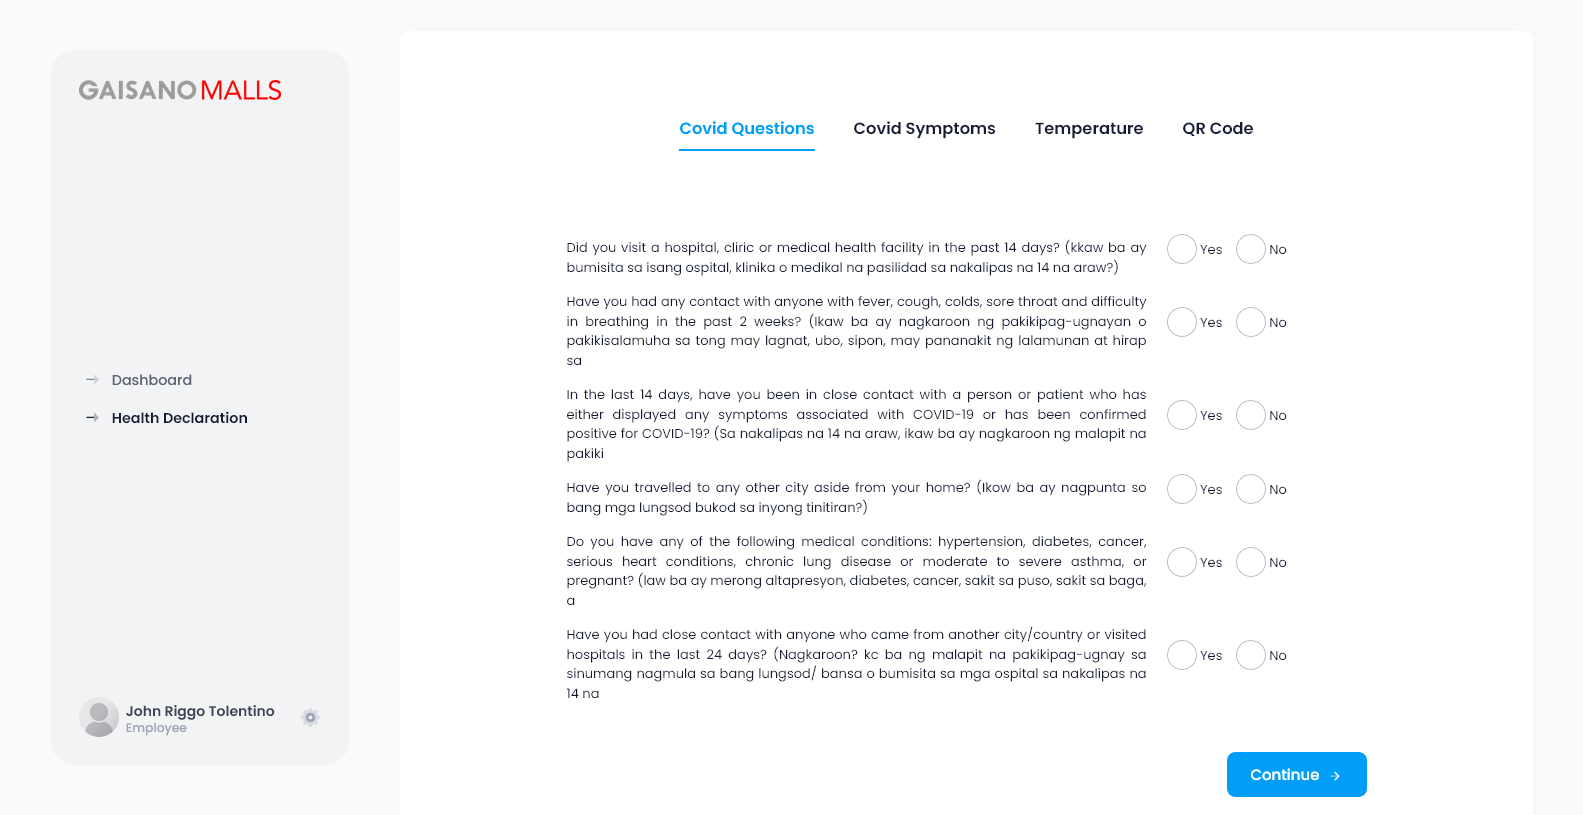 GAISANO MALLS
Dashboard
Health Declaration
John Riggo Tolentino
Employee
Covid Questions Covid Symptoms Temperature QR Code
Did you visit a hospital, cliric or medical health facility in the past 14 days? (kkaw ba ay
bumisita sa isang ospital, klinika o medikal na pasilidad sa nakalipas na 14 na araw?)
Yes No
Have you had any contact with anyone with fever, cough, colds, sore throat and difficulty
in breathing in the past 2 weeks? (Ikaw ba ay nagkaroon ng pakikipag-ugnayan o
pakikisalamuha sa tong may lagnat, ubo, sipon, may pananakit ng lalamunan at hirap
sa
Yes No
In the last 14 days, have you been in close contact with a person or patient who has
either displayed any symptoms associated with COVID-19 or has been confirmed
positive for COVID-19? (Sa nakalipas na 14 na araw, ikaw ba ay nagkaroon ng malapit na
pakiki
Yes No
Have you travelled to any other city aside from your home? (Ikow ba ay nagpunta so
bang mga lungsod bukod sa inyong tinitiran?)
Yes No
Do you have any of the following medical conditions: hypertension, diabetes, cancer,
serious heart conditions, chronic lung disease or moderate to severe asthma, or
pregnant? (law ba ay merong altapresyon, diabetes, cancer, sakit sa puso, sakit sa baga,
a
Yes No
Have you had close contact with anyone who came from another city/country or visited
hospitals in the last 24 days? (Nagkaroon? kc ba ng malapit na pakikipag-ugnay sa
sinumang nagmula sa bang lungsod/ bansa o bumisita sa mga ospital sa nakalipas na
14 na
Yes No
Continue